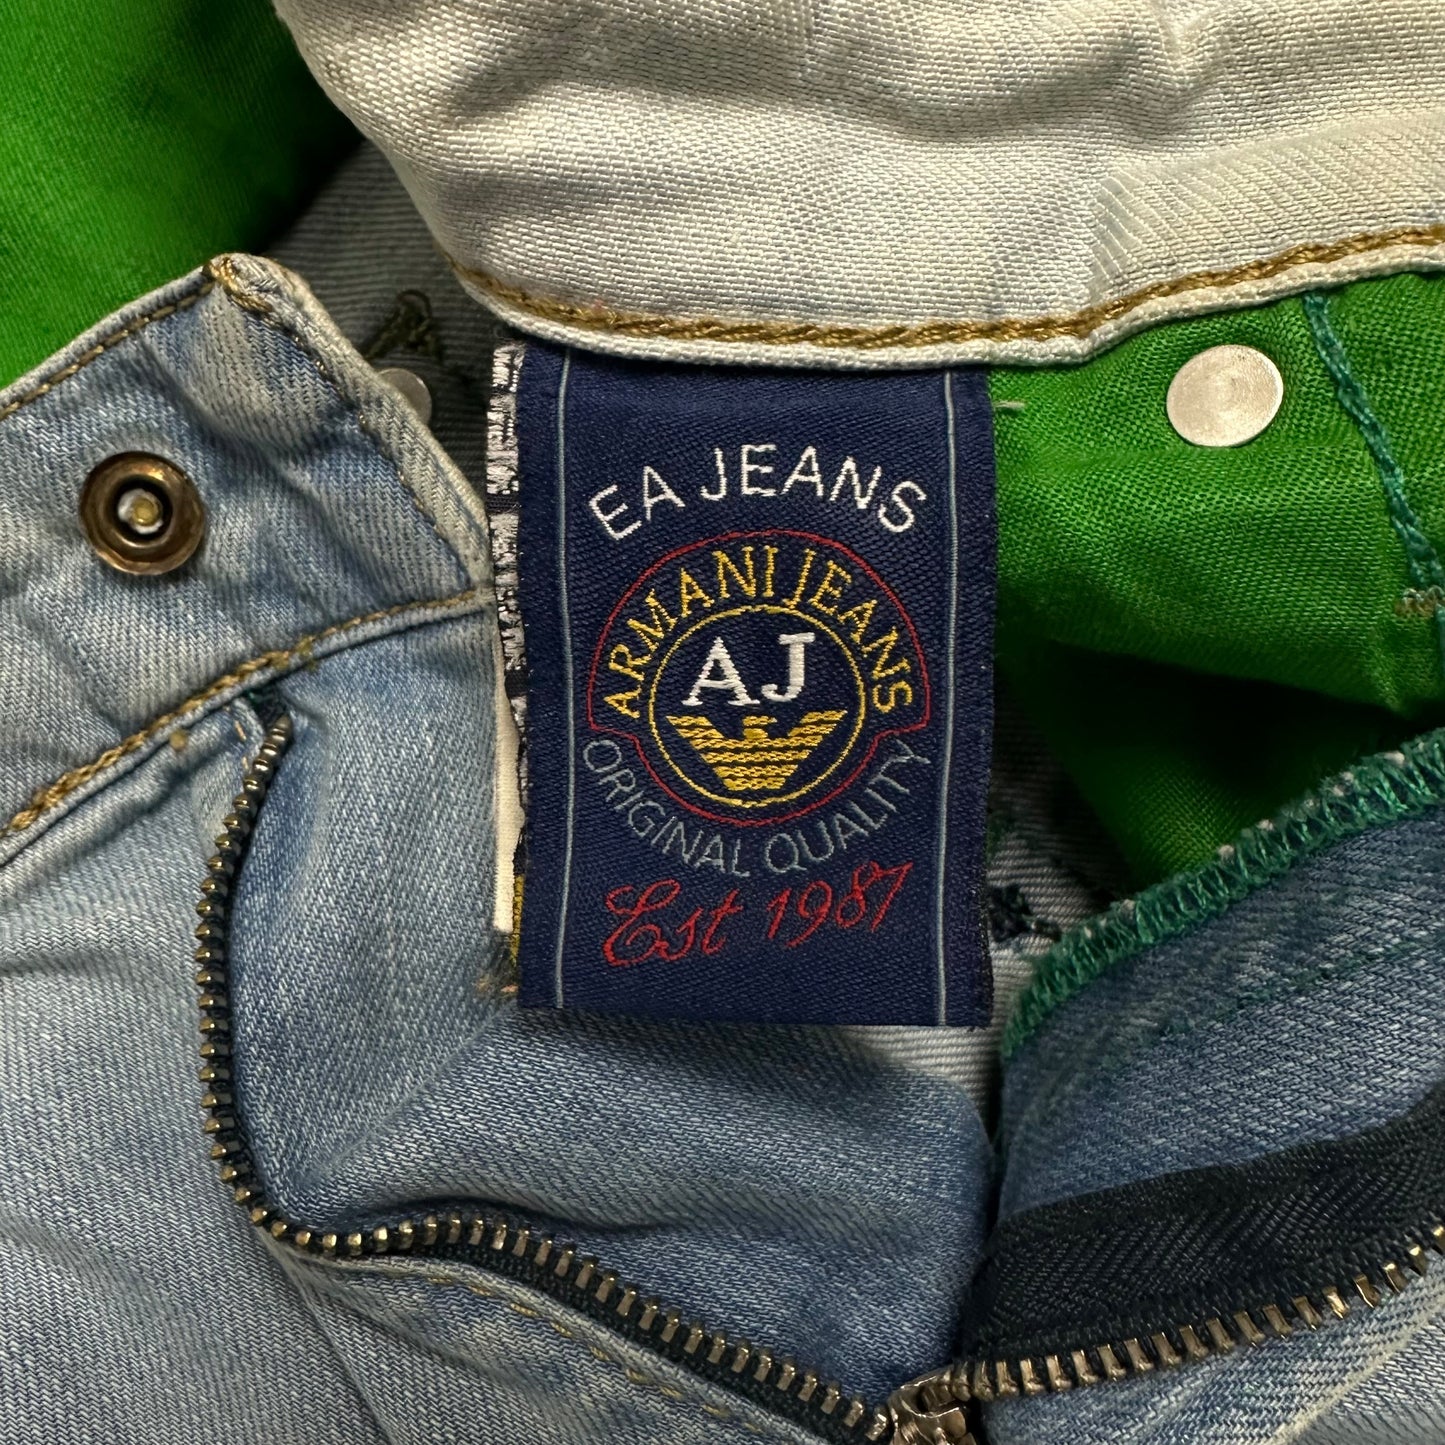 EA JEANS
ARMANI JEANS
AJ
ORIGINAL QUALITY
Est 1987